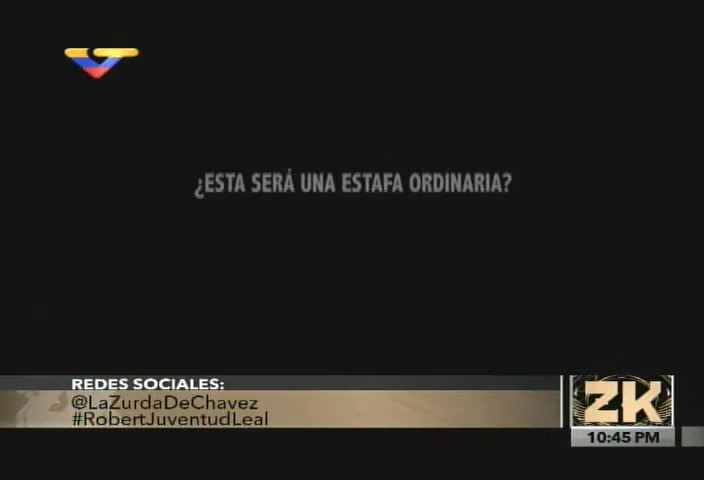 ¿ESTA SERÁ UNA ESTAFA ORDINARIA?
REDES SOCIALES:
@LaZurdaDeChavez
#RobertJuventudLeal
ZK
10:45 PM